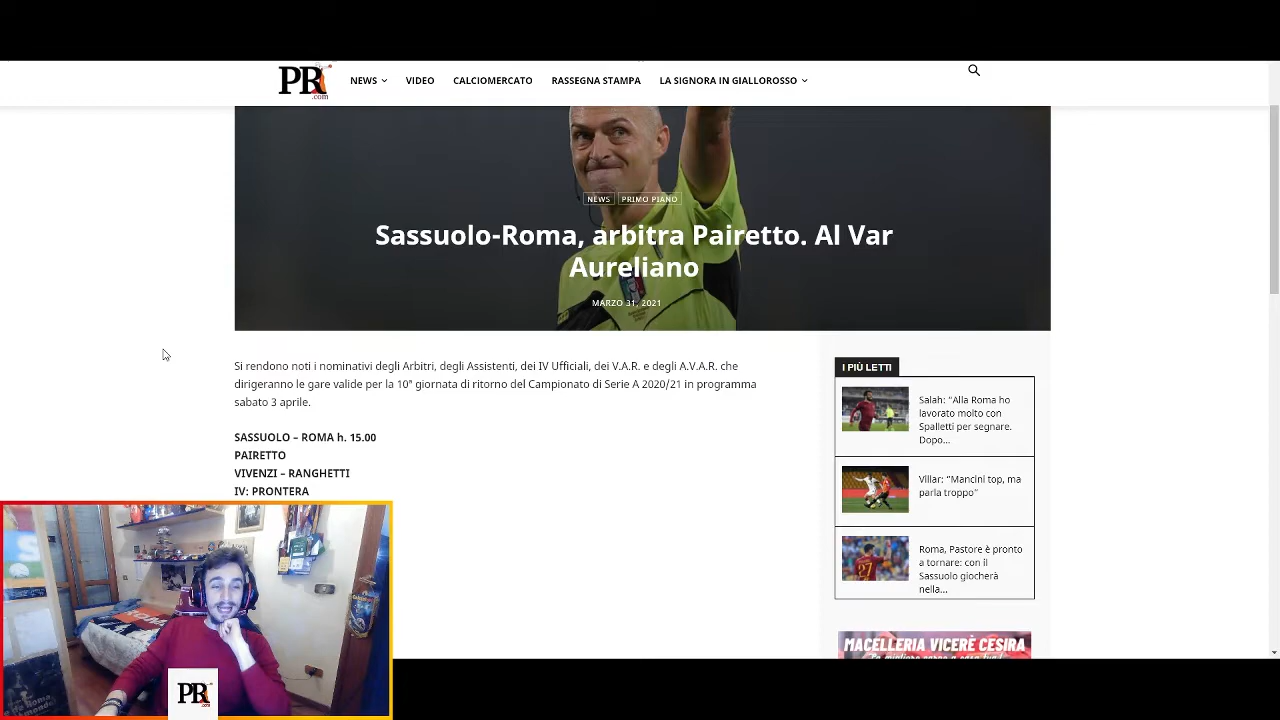 PR
.com
NEWS
VIDEO
CALCIOMERCATO
RASSEGNA STAMPA
LA SIGNORA IN GIALLOROSSO
NEWS
PRIMO PIANO
Sassuolo-Roma, arbitra Pairetto. Al Var
Aureliano
MARZO 31, 2021
Si rendono noti i nominativi degli Arbitri, degli Assistenti, dei IV Ufficiali, dei V.A.R. e degli A.V.A.R. che
dirigeranno le gare valide per la 10ª giornata di ritorno del Campionato di Serie A 2020/21 in programma
sabato 3 aprile.
SASSUOLO – ROMA h. 15.00
PAIRETTO
VIVENZI – RANGHETTI
IV: PRONTERA
I PIÙ LETTI
Salah: “Alla Roma ho
lavorato molto con
Spalletti per segnare.
Dopo...
Villar: “Mancini top, ma
parla troppo”
Roma, Pastore è pronto
a tornare: con il
Sassuolo giocherà
nella...
MACELLERIA VICERÈ CESIRA
PR